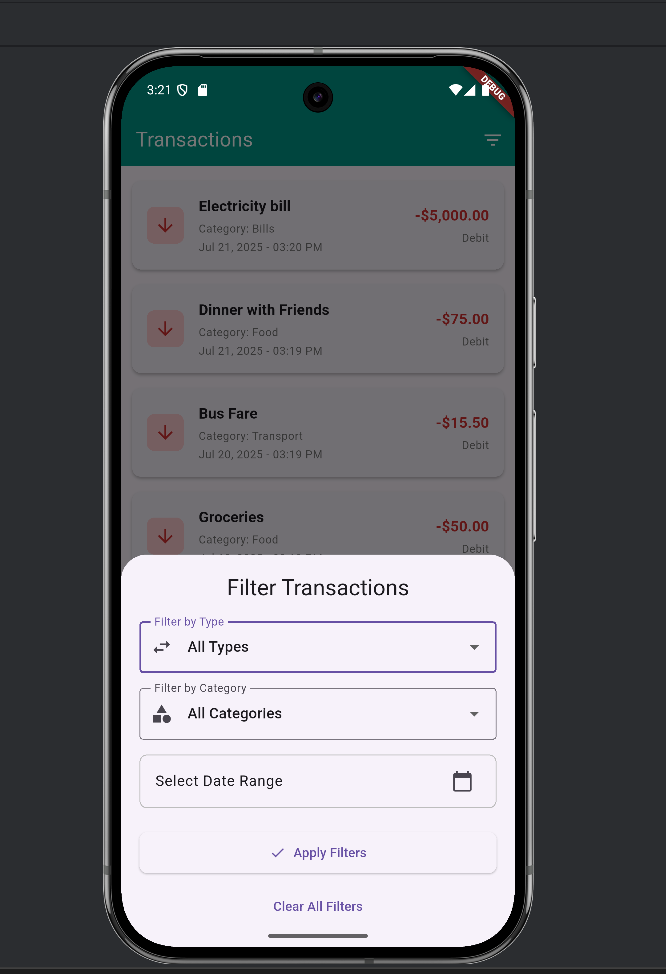 3:21
DEBUG
Transactions
Electricity bill
-$5,000.00
Category: Bills
Debit
Jul 21, 2025 - 03:20 PM
Dinner with Friends
-$75.00
Category: Food
Debit
Jul 21, 2025 - 03:19 PM
Bus Fare
-$15.50
Category: Transport
Debit
Jul 20, 2025 - 03:19 PM
Groceries
-$50.00
Category: Food
Debit
Filter Transactions
Filter by Type
All Types
Filter by Category
All Categories
Select Date Range
Apply Filters
Clear All Filters